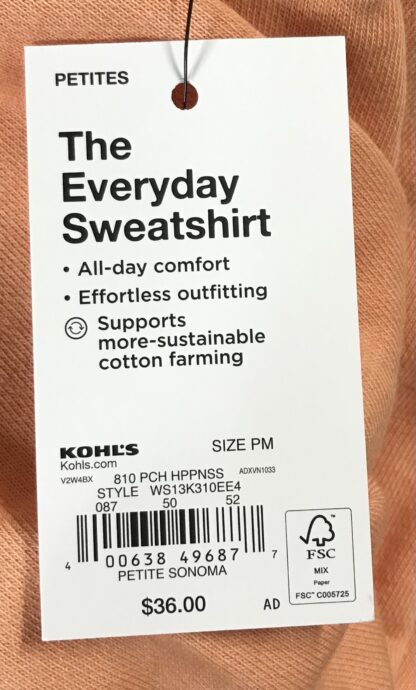 PETITES
The
Everyday
Sweatshirt
• All-day comfort
• Effortless outfitting
Supports
more-sustainable
cotton farming
KOHL'S
SIZE PM
Kohls.com
V2W4BX 810 PCH HPPNSS ADXVN1033
STYLE WS13K310EE4
087 50 52
4 00638 49687 7
PETITE SONOMA
$36.00
AD
FSC
MIX
Paper
FSC™ C005725